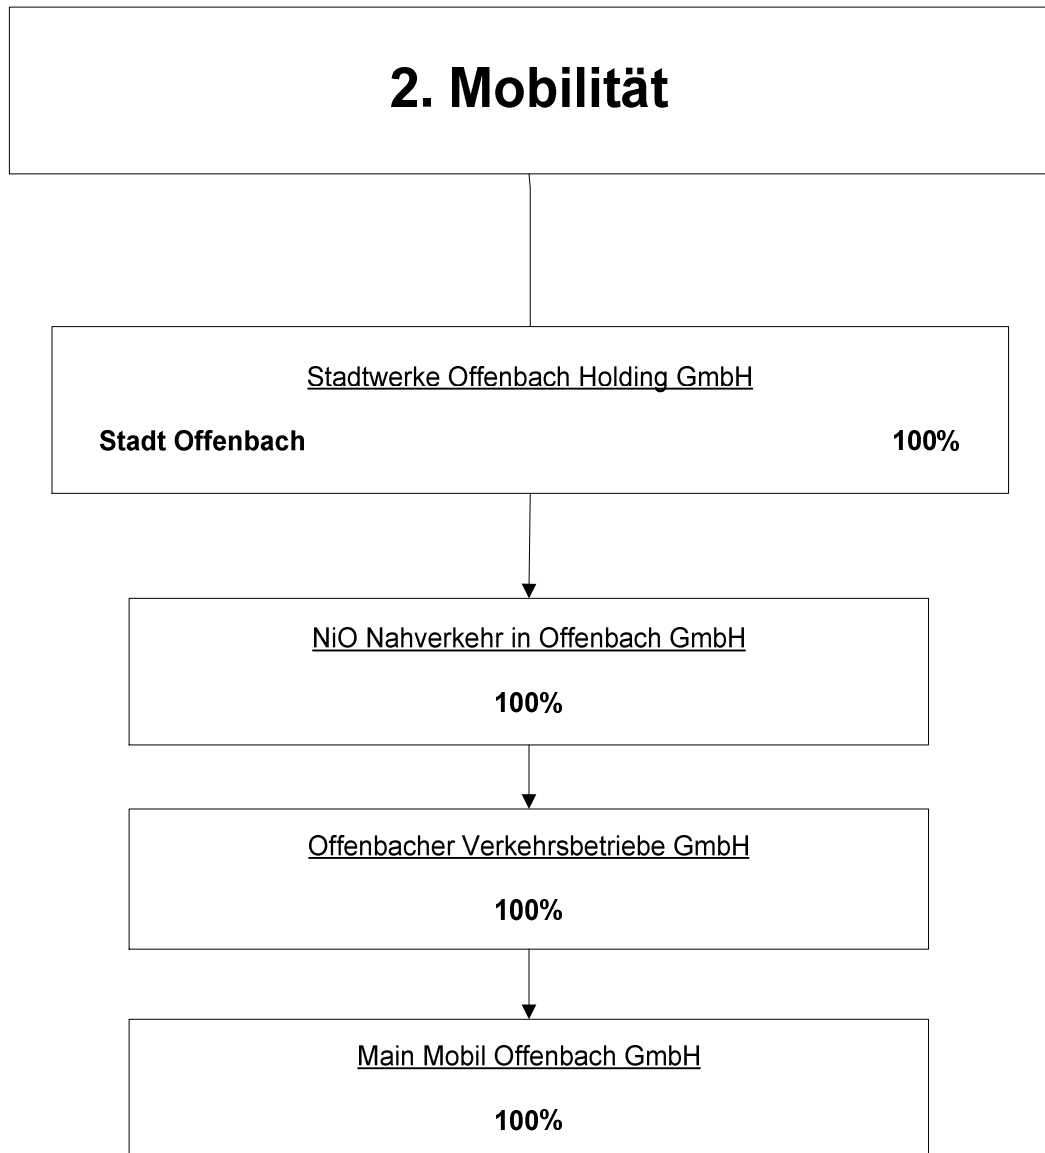 2. Mobilität
Stadtwerke Offenbach Holding GmbH
Stadt Offenbach 100%
NiO Nahverkehr in Offenbach GmbH
100%
Offenbacher Verkehrsbetriebe GmbH
100%
Main Mobil Offenbach GmbH
100%